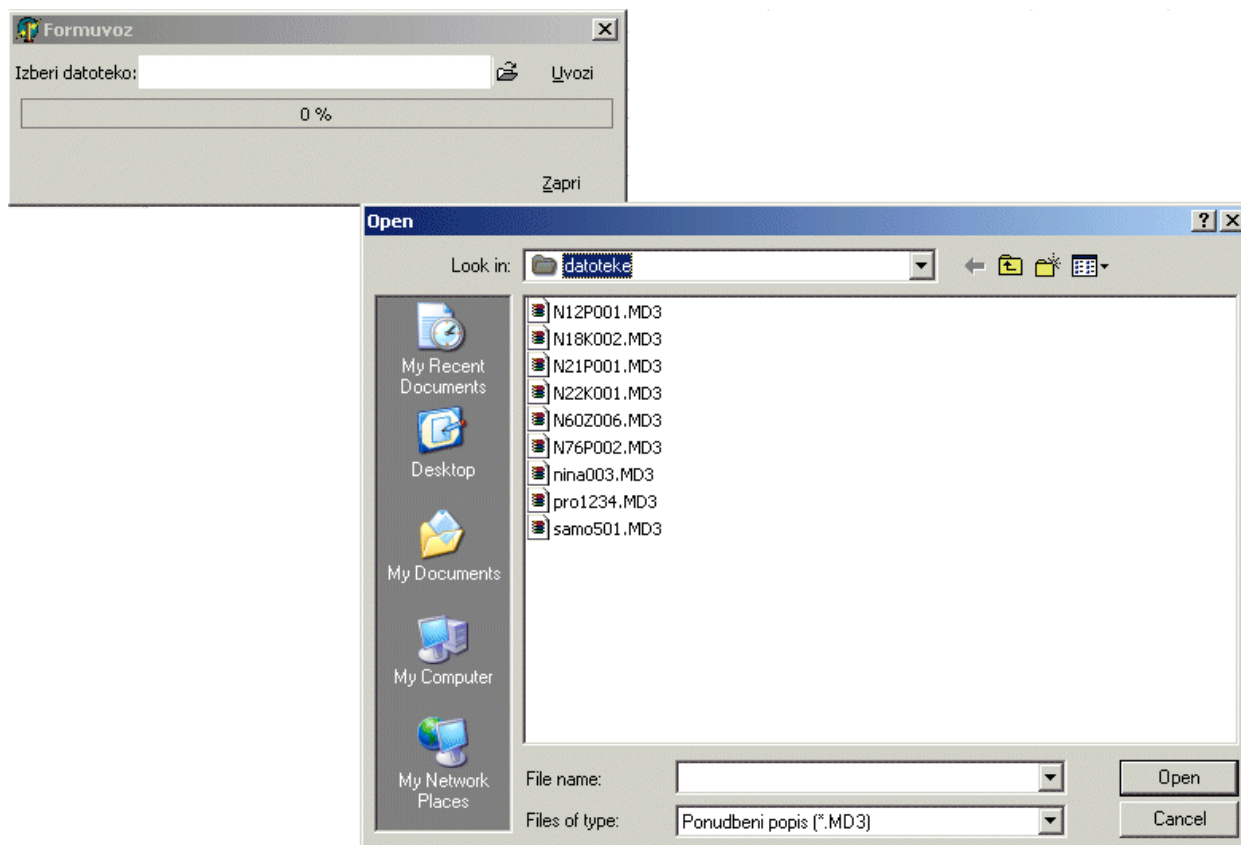 Formuvoz
Izberi datoteko:
Uvozi
0 %
Zapri
Open
Look in:
datoteke
My Recent
Documents
Desktop
My Documents
My Computer
My Network
Places
N12P001.MD3
N18K002.MD3
N21P001.MD3
N22K001.MD3
N60Z006.MD3
N76P002.MD3
nina003.MD3
pro1234.MD3
samo501.MD3
File name:
Open
Files of type:
Ponudbeni popis (*.MD3)
Cancel